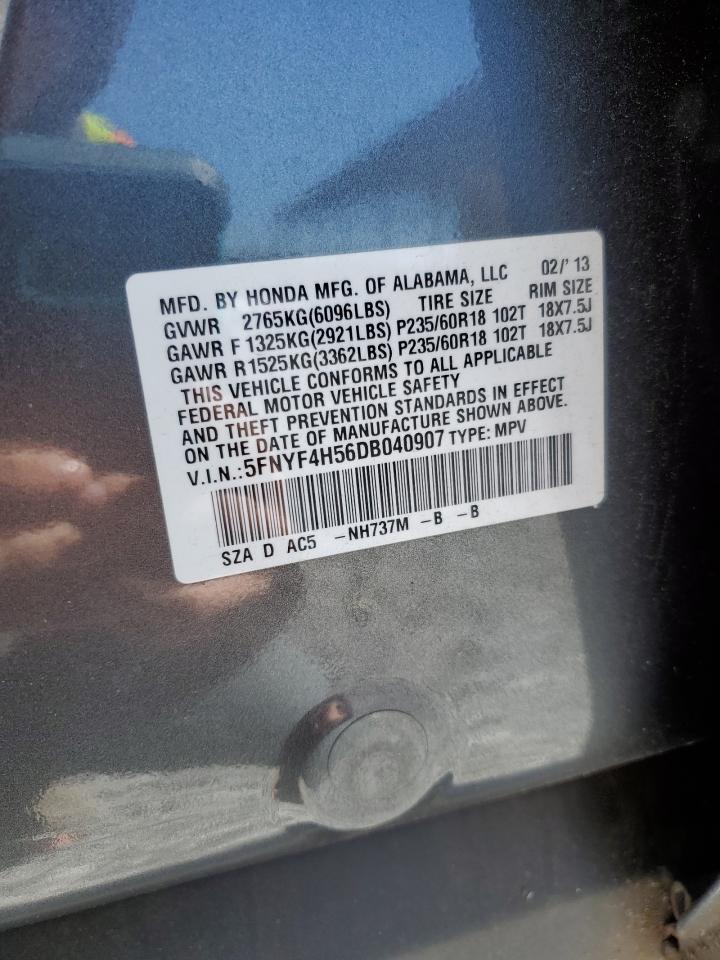 MFD. BY HONDA MFG. OF ALABAMA, LLC 02/'13
GVWR 2765KG(6096LBS) TIRE SIZE RIM SIZE
GAWR F 1325KG(2921LBS) P235/60R18 102T 18X7.5J
GAWR R1525KG(3362LBS) P235/60R18 102T 18X7.5J
THIS VEHICLE CONFORMS TO ALL APPLICABLE
FEDERAL MOTOR VEHICLE SAFETY
AND THEFT PREVENTION STANDARDS IN EFFECT
ON THE DATE OF MANUFACTURE SHOWN ABOVE.
V.I.N.:5FNYF4H56DB040907 TYPE: MPV
SZA D AC5 -NH737M -B -B